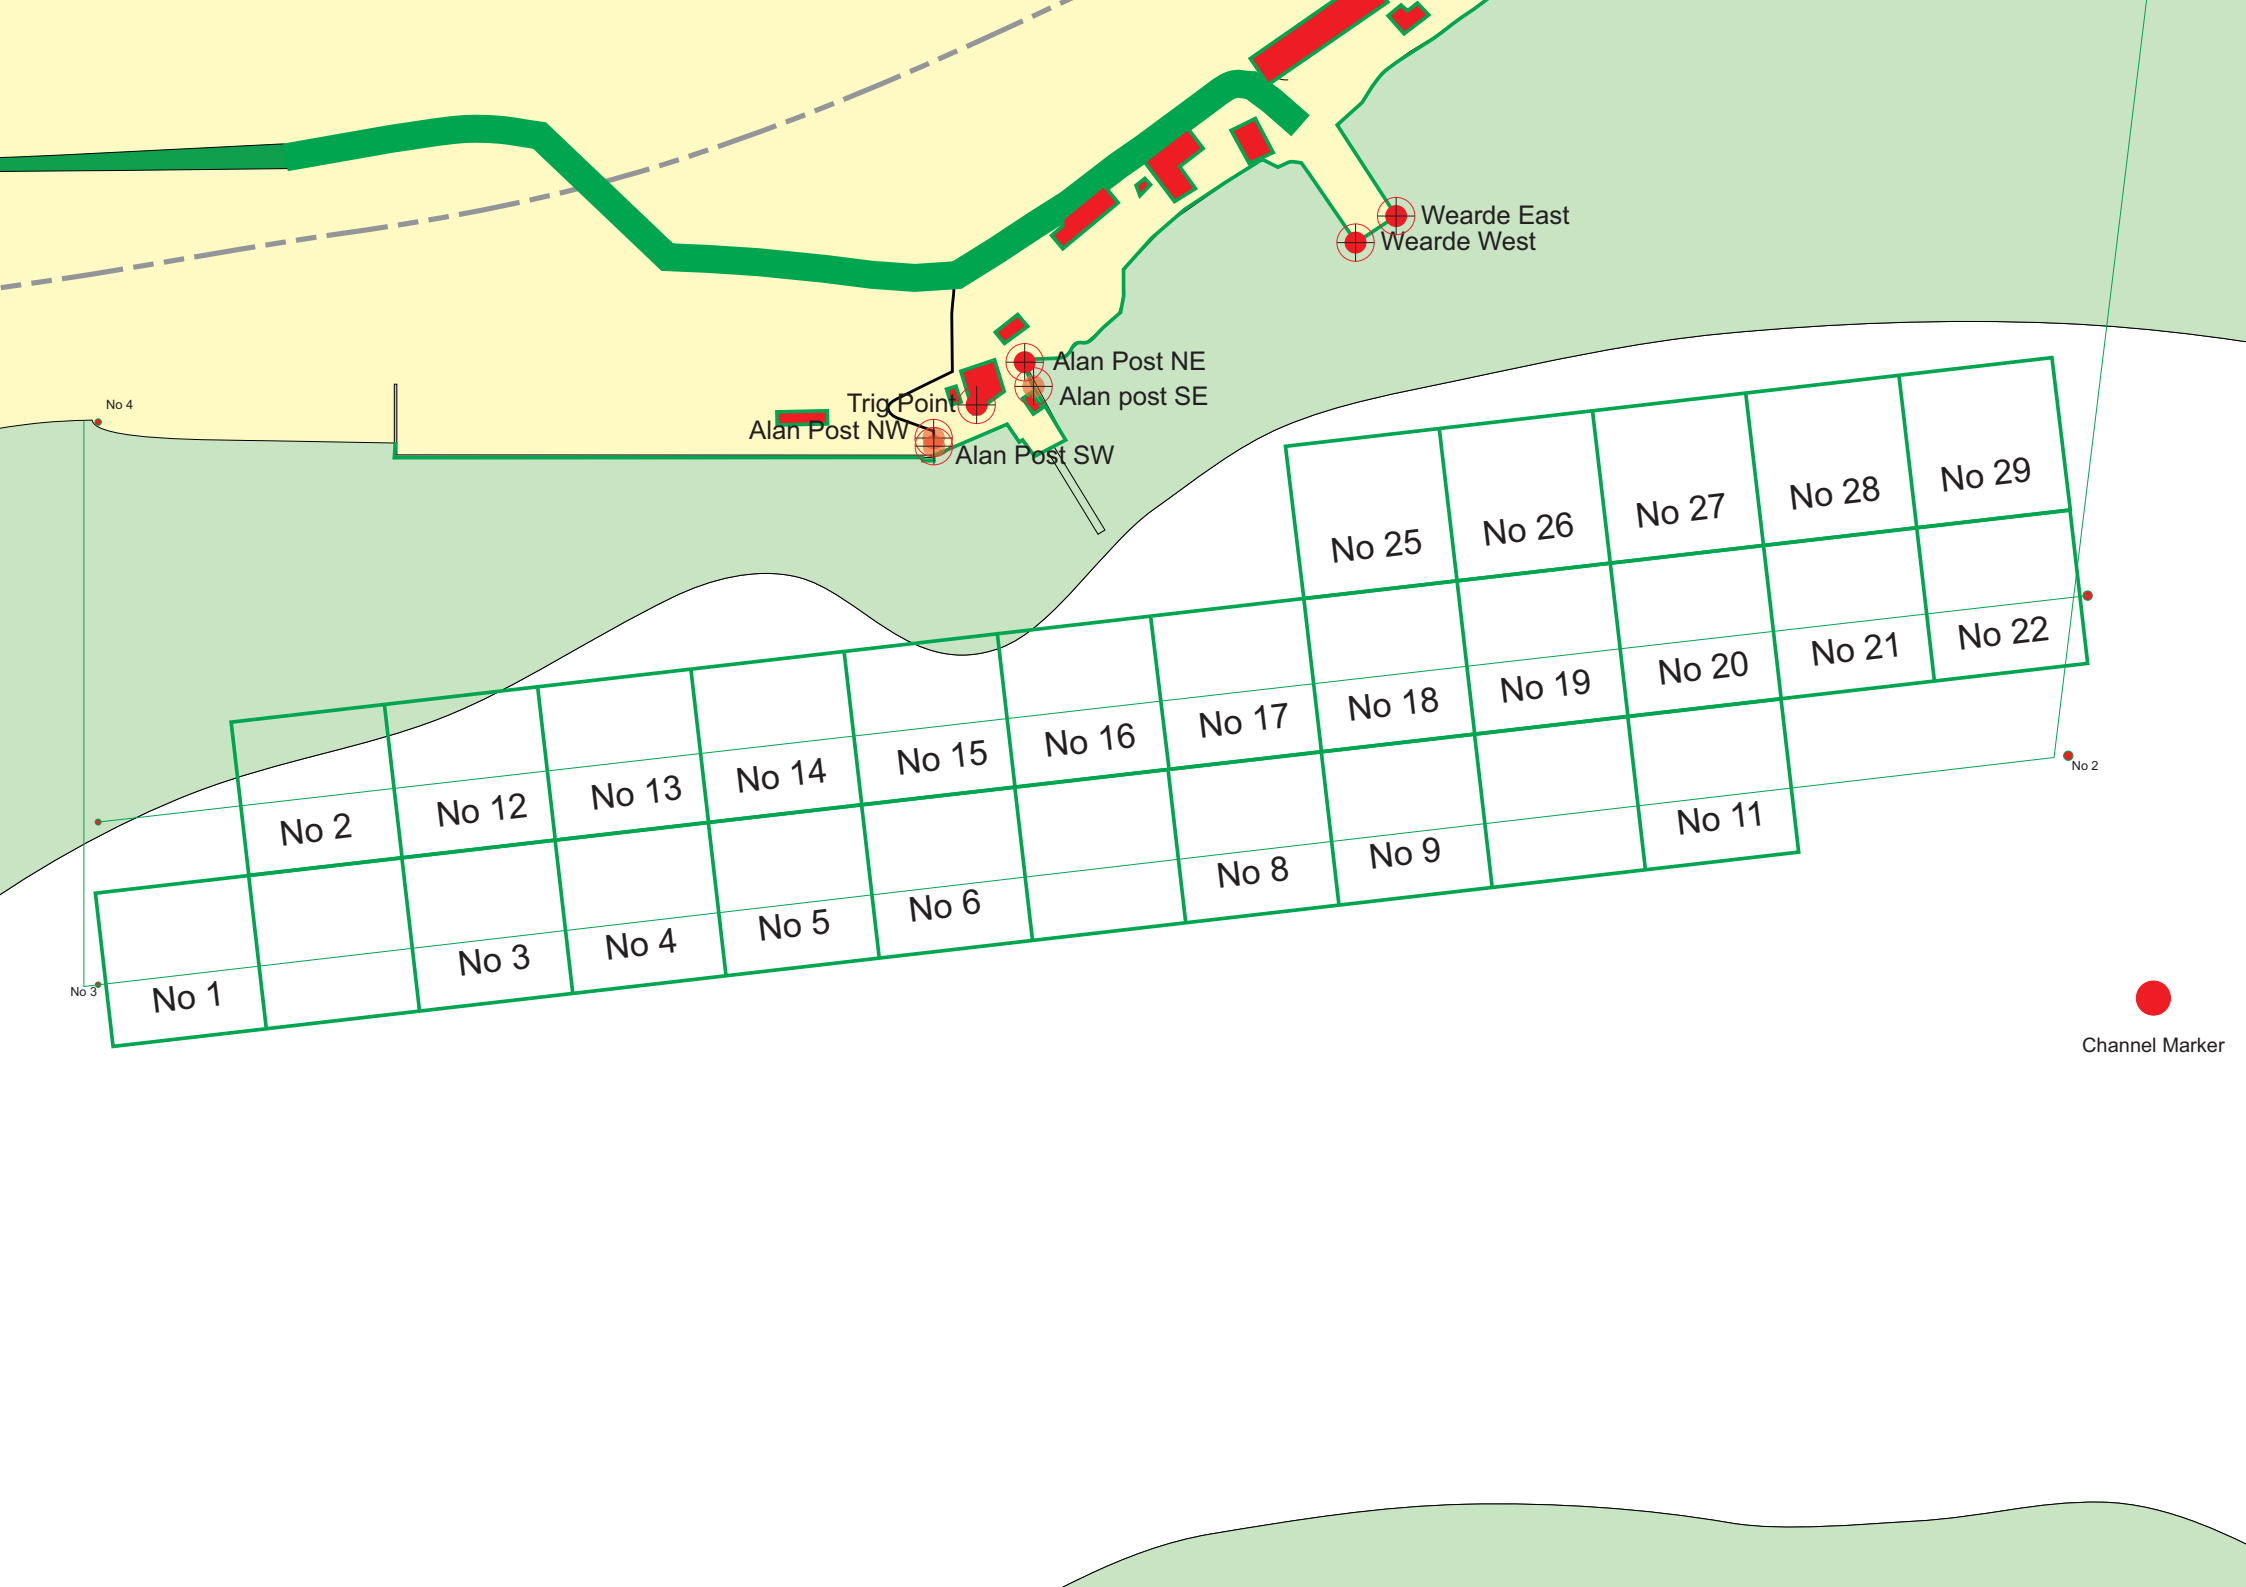 Wearde East
Wearde West
Alan Post NE
Alan post SE
Trig Point
Alan Post NW
Alan Post SW
No 4
No 25
No 26
No 27
No 28
No 29
No 2
No 12
No 13
No 14
No 15
No 16
No 17
No 18
No 19
No 20
No 21
No 22
No 1
No 3
No 4
No 5
No 6
No 8
No 9
No 11
No 2
No 3
Channel Marker